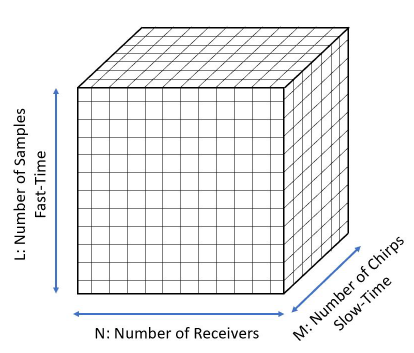 L: Number of Samples
Fast-Time
N: Number of Receivers
M: Number of Chirps
Slow-Time